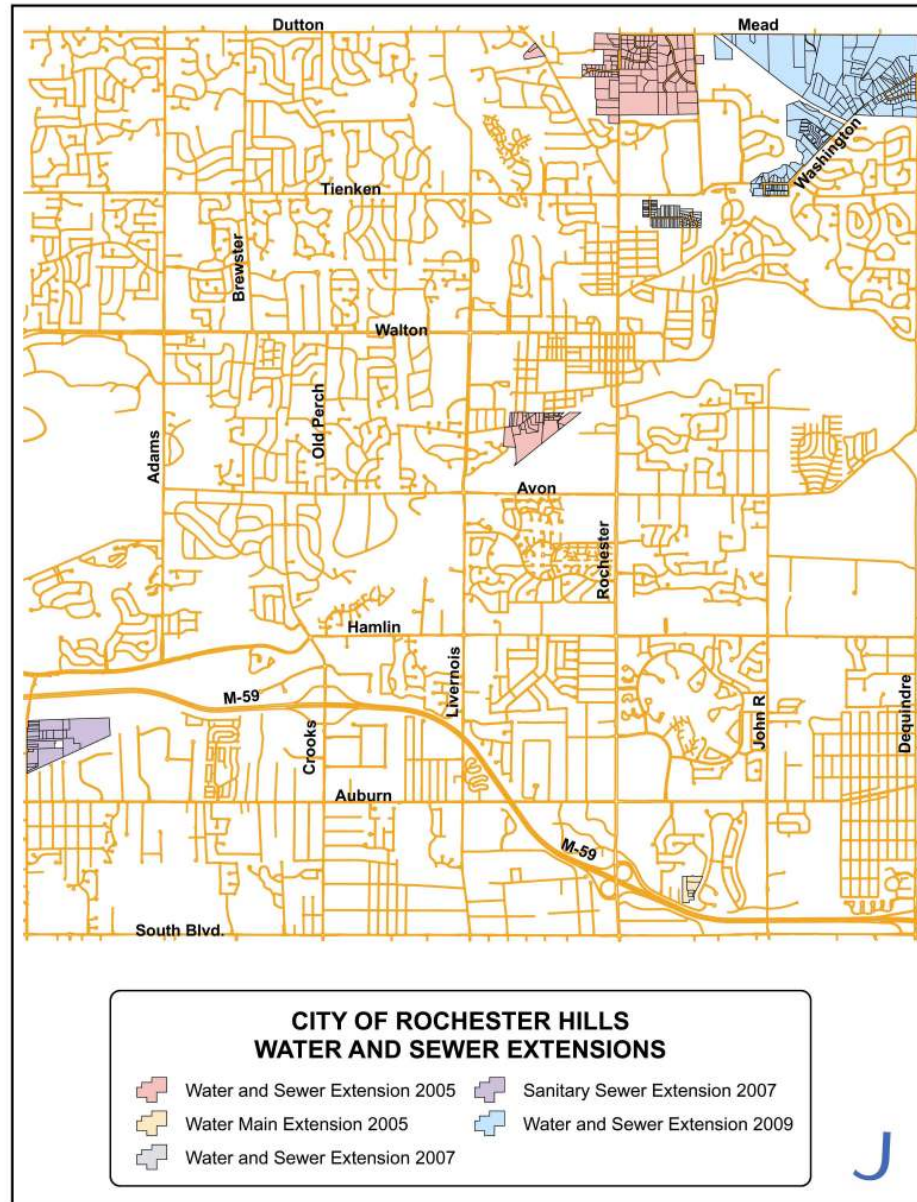 Dutton
Mead
Washington
Tienken
Brewster
Walton
Old Perch
Adams
Avon
Rochester
Hamlin
Livernois
M-59
Crooks
John R
Dequindre
Auburn
M-59
South Blvd.
CITY OF ROCHESTER HILLS
WATER AND SEWER EXTENSIONS
Water and Sewer Extension 2005
Sanitary Sewer Extension 2007
Water Main Extension 2005
Water and Sewer Extension 2009
Water and Sewer Extension 2007
J